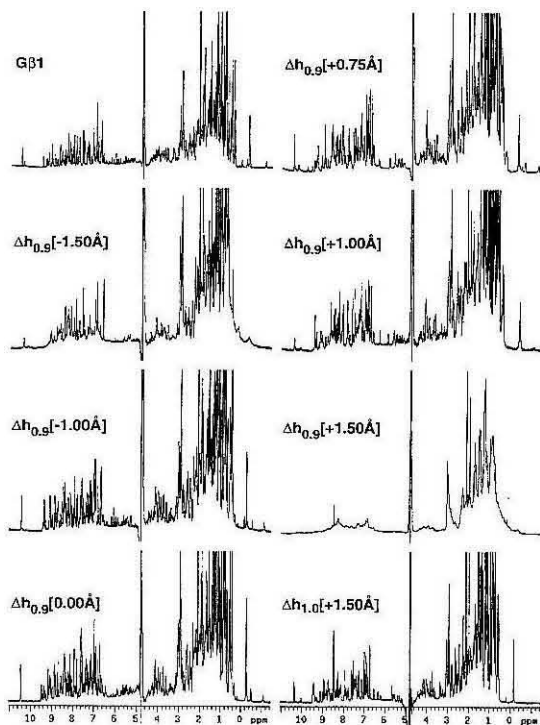 Gβ1
Δh0.9[+0.75Å]
Δh0.9[-1.50Å]
Δh0.9[+1.00Å]
Δh0.9[-1.00Å]
Δh0.9[+1.50Å]
Δh0.9[0.00Å]
Δh1.0[+1.50Å]
10 9 8 7 6 5 4 3 2 1 0 ppm
10 9 8 7 6 5 4 3 2 1 0 ppm